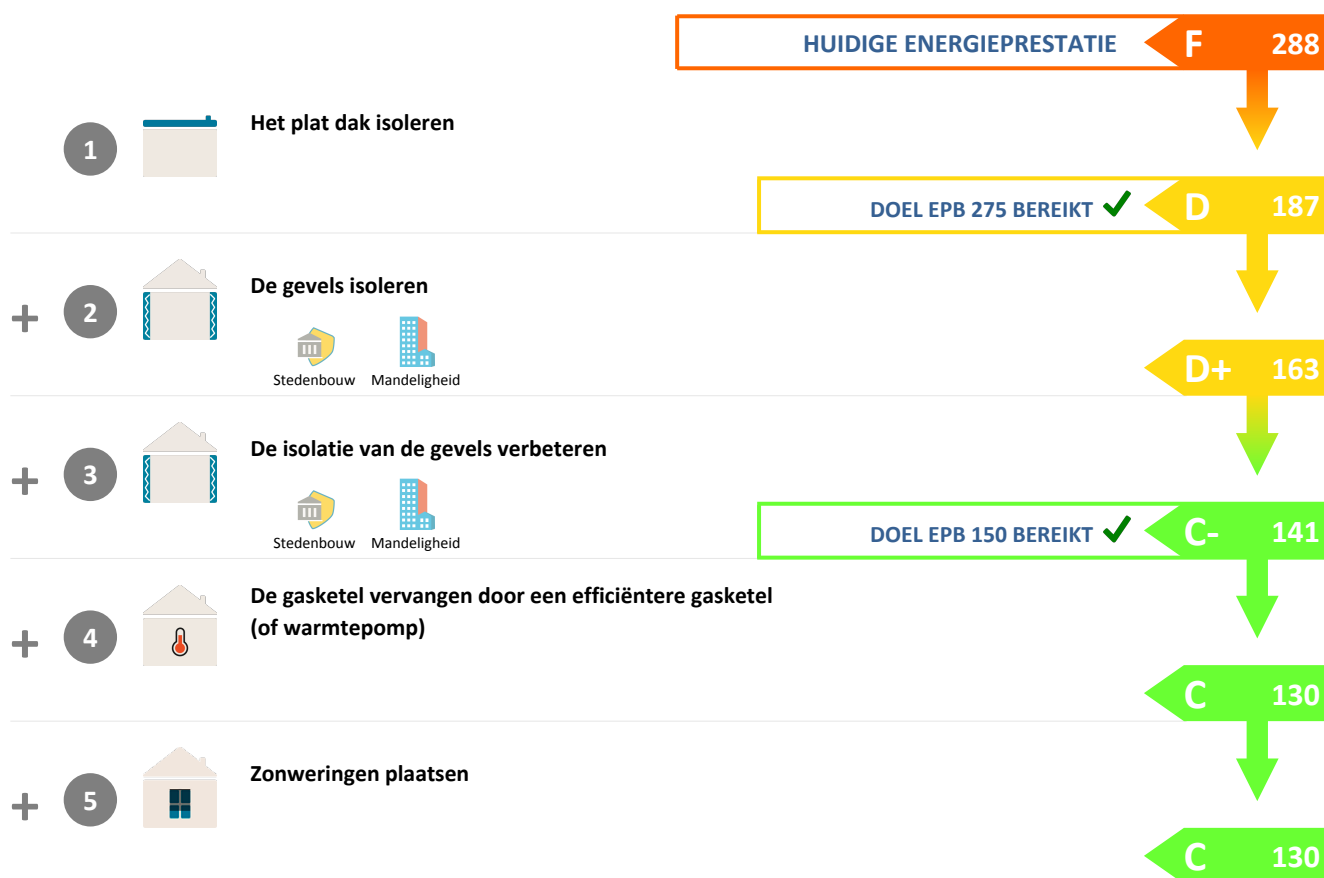 HUIDIGE ENERGIEPRESTATIE F 288
1 Het plat dak isoleren
DOEL EPB 275 BEREIKT D 187
+ 2 De gevels isoleren
Stedenbouw Mandeligheid
D+ 163
+ 3 De isolatie van de gevels verbeteren
Stedenbouw Mandeligheid
DOEL EPB 150 BEREIKT C- 141
+ 4 De gasketel vervangen door een efficiëntere gasketel
(of warmtepomp)
C 130
+ 5 Zonweringen plaatsen
C 130